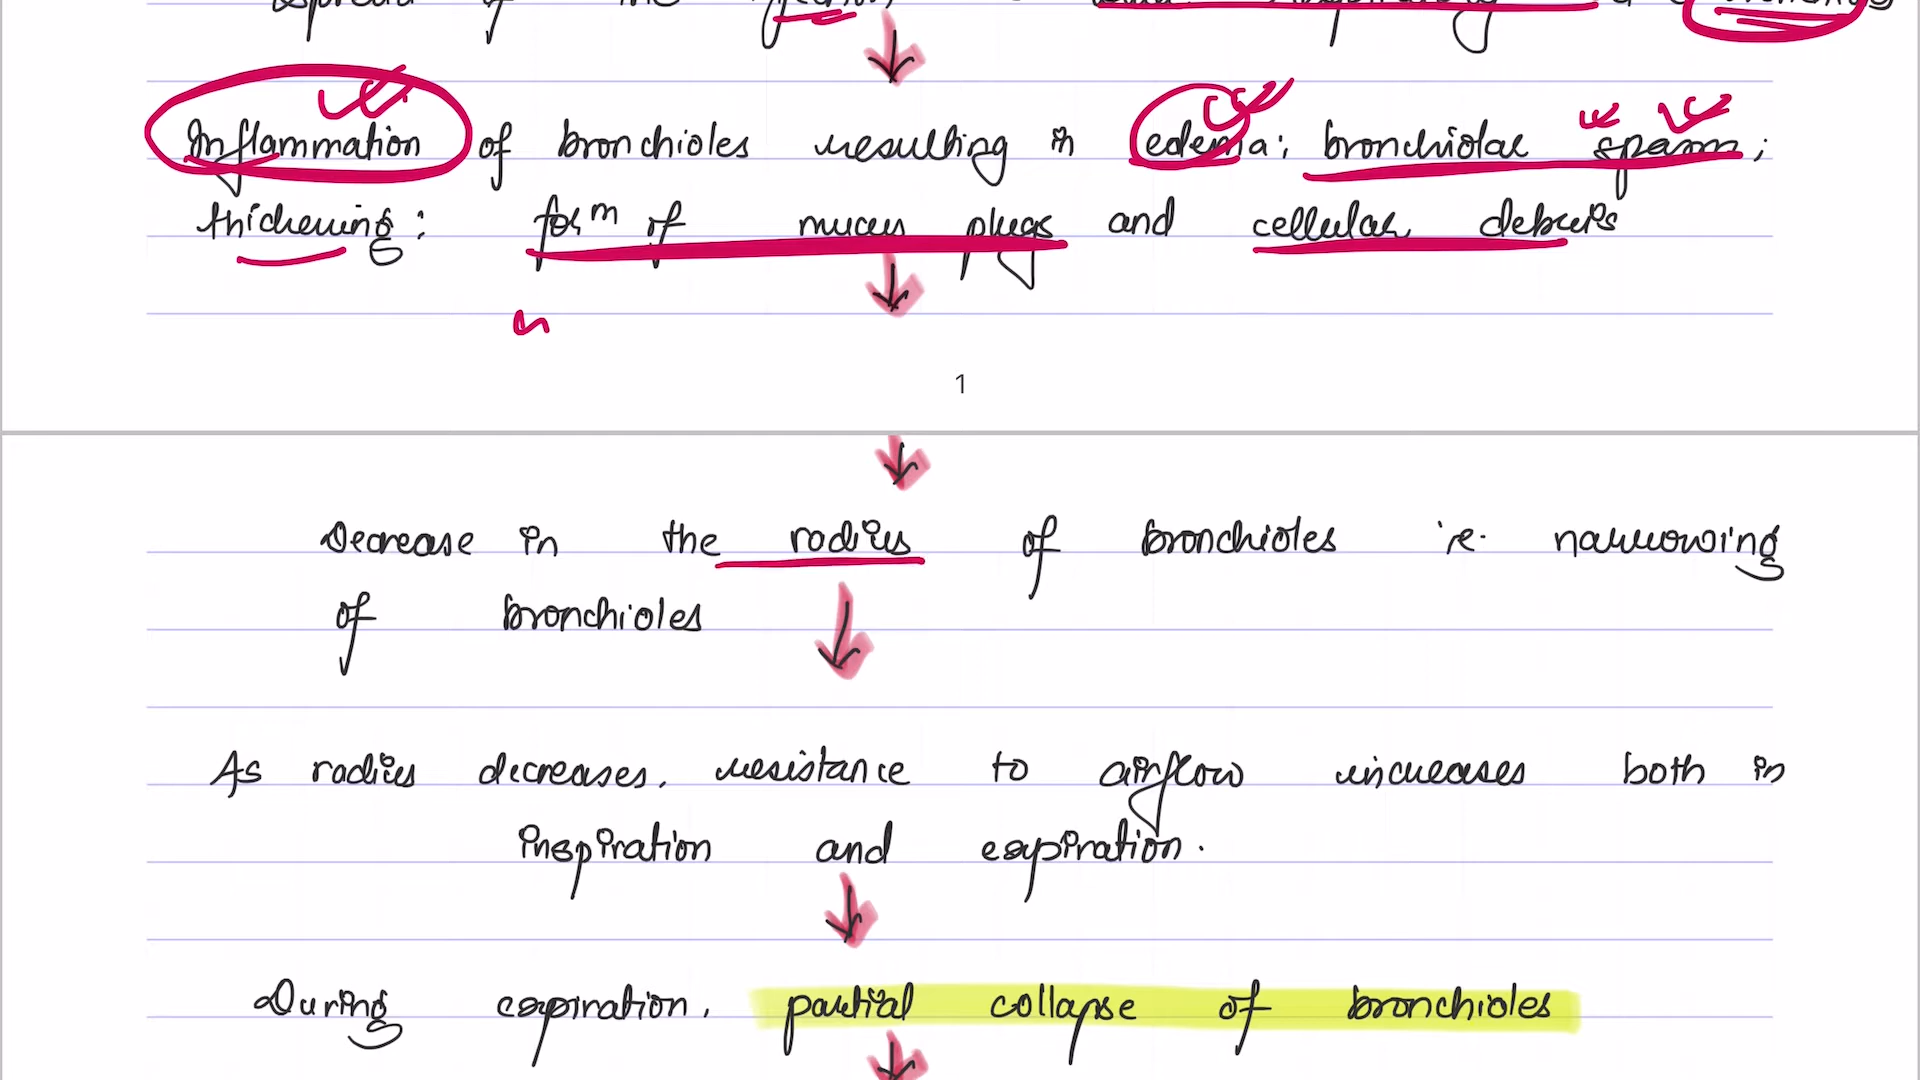 of
Inflammation of bronchioles resulting in edema; bronchiolar spasm;
thickening; form of mucus plugs and cellular debris
1
Decrease in the radius of bronchioles ie. narrowing
of bronchioles
As radius decreases, resistance to airflow increases both in
inspiration and expiration.
During expiration, partial collapse of bronchioles